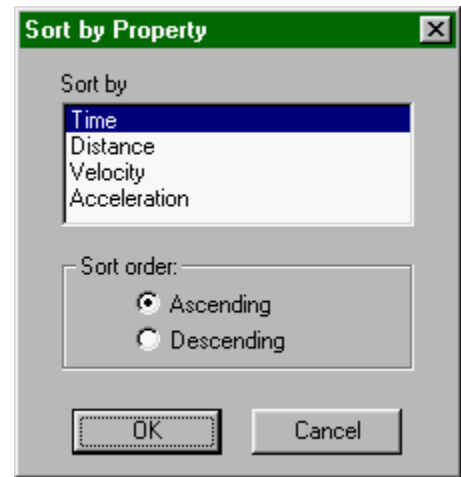 Sort by Property
Sort by
Time
Distance
Velocity
Acceleration
Sort order:
Ascending
Descending
OK
Cancel